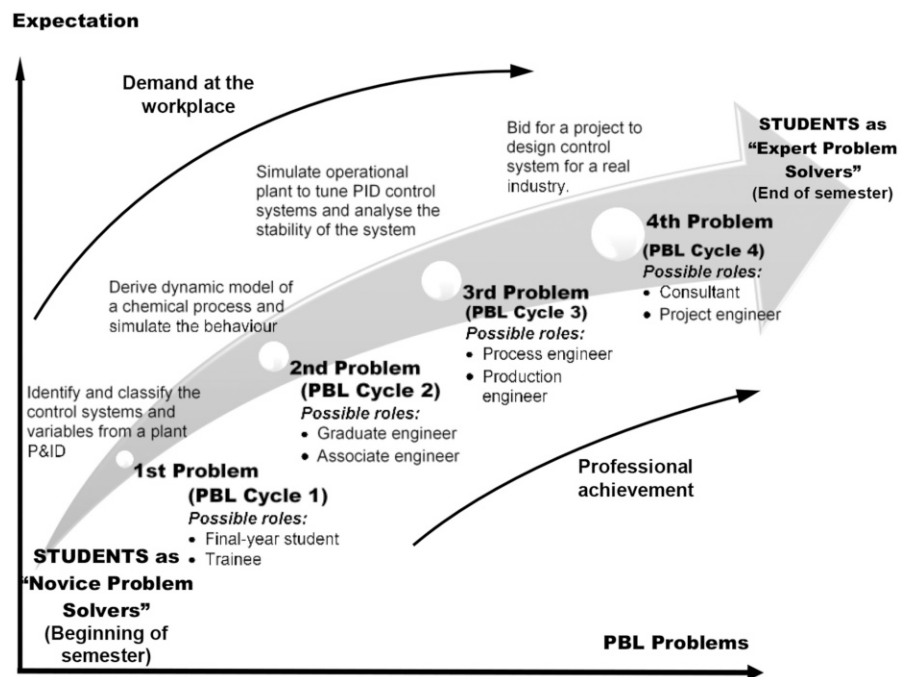 Expectation
Demand at the
workplace
Bid for a project to
design control
system for a real
industry.
STUDENTS as
“Expert Problem
Solvers”
(End of semester)
Simulate operational
plant to tune PID control
systems and analyse the
stability of the system
4th Problem
(PBL Cycle 4)
Possible roles:
• Consultant
• Project engineer
Derive dynamic model of
a chemical process and
simulate the behaviour
3rd Problem
(PBL Cycle 3)
Possible roles:
• Process engineer
• Production
engineer
2nd Problem
(PBL Cycle 2)
Possible roles:
• Graduate engineer
• Associate engineer
Identify and classify the
control systems and
variables from a plant
P&ID
1st Problem
(PBL Cycle 1)
Possible roles:
• Final-year student
• Trainee
Professional
achievement
STUDENTS as
“Novice Problem
Solvers”
(Beginning of
semester)
PBL Problems